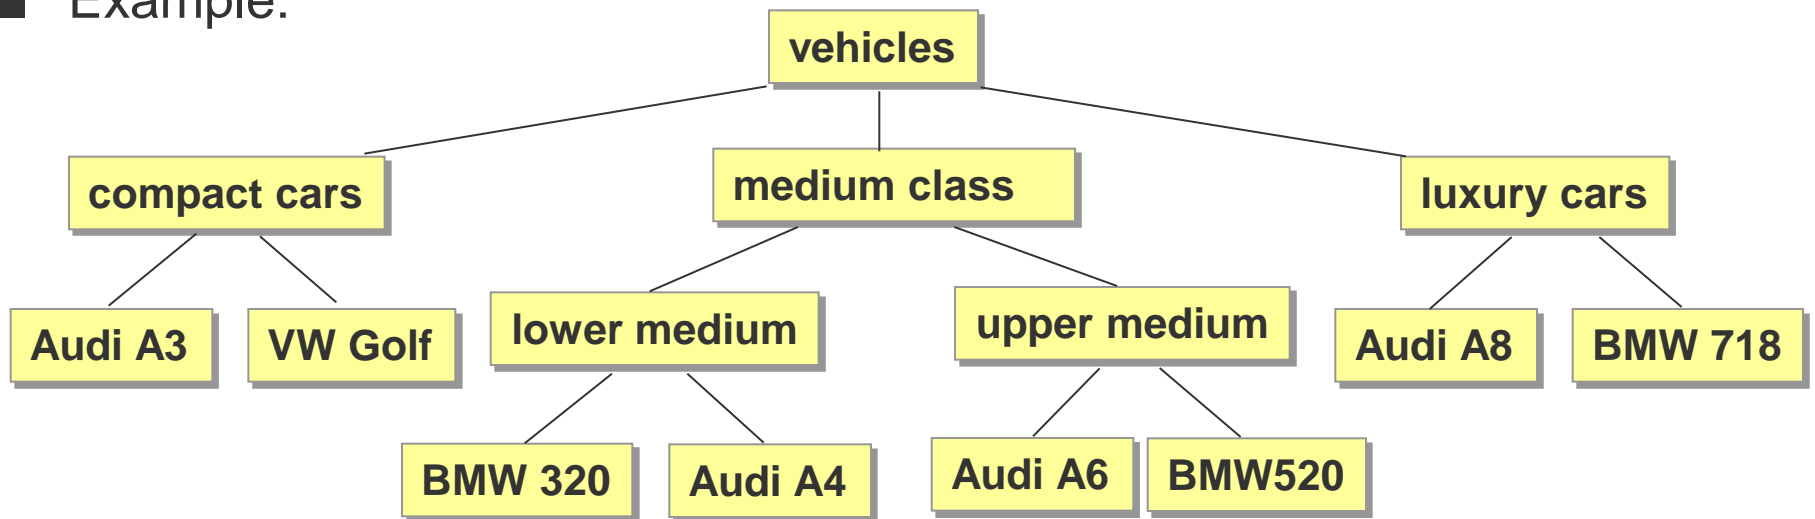 Example:
vehicles
compact cars
medium class
luxury cars
Audi A3
VW Golf
lower medium
upper medium
Audi A8
BMW 718
BMW 320
Audi A4
Audi A6
BMW520